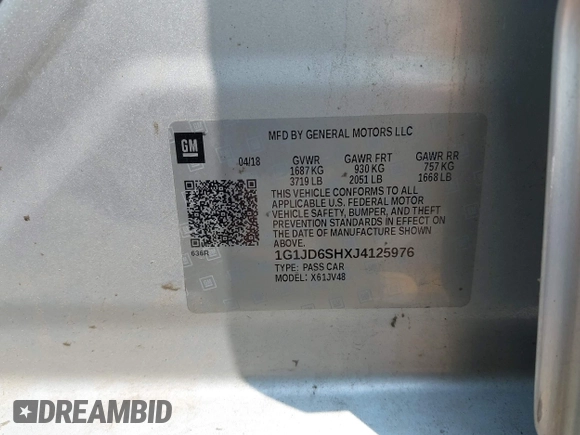 GM
MFD BY GENERAL MOTORS LLC
04/18 GVWR GAWR FRT GAWR RR
1687 KG 930 KG 757 KG
3719 LB 2051 LB 1668 LB
THIS VEHICLE CONFORMS TO ALL
APPLICABLE U.S. FEDERAL MOTOR
VEHICLE SAFETY, BUMPER, AND THEFT
PREVENTION STANDARDS IN EFFECT ON
THE DATE OF MANUFACTURE SHOWN
ABOVE.
636R
1G1JD6SHXJ4125976
TYPE: PASS CAR
MODEL: X61JV48
DREAMBID